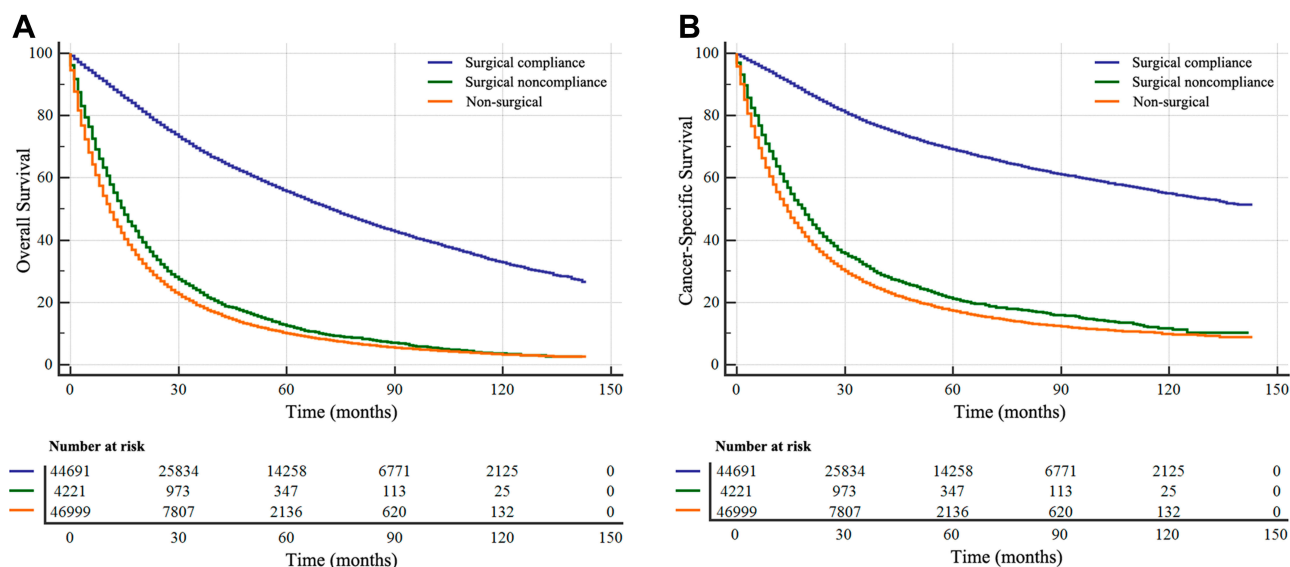 A
100
80
60
40
20
0
Overall Survival
Surgical compliance
Surgical noncompliance
Non-surgical
0 30 60 90 120 150
Time (months)
Number at risk
44691 25834 14258 6771 2125 0
4221 973 347 113 25 0
46999 7807 2136 620 132 0
0 30 60 90 120 150
Time (months)
B
100
80
60
40
20
0
Cancer-Specific Survival
Surgical compliance
Surgical noncompliance
Non-surgical
0 30 60 90 120 150
Time (months)
Number at risk
44691 25834 14258 6771 2125 0
4221 973 347 113 25 0
46999 7807 2136 620 132 0
0 30 60 90 120 150
Time (months)